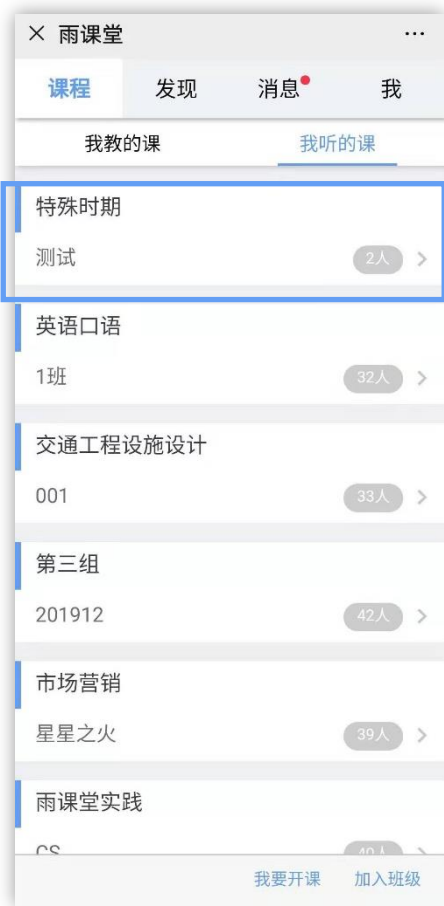 × 雨课堂 ...
课程 发现 消息 我
我教的课 我听的课
特殊时期
测试 2人 >
英语口语
1班 32人 >
交通工程设施设计
001 33人 >
第三组
201912 42人 >
市场营销
星星之火 39人 >
雨课堂实践
CS 40人 >
我要开课 加入班级